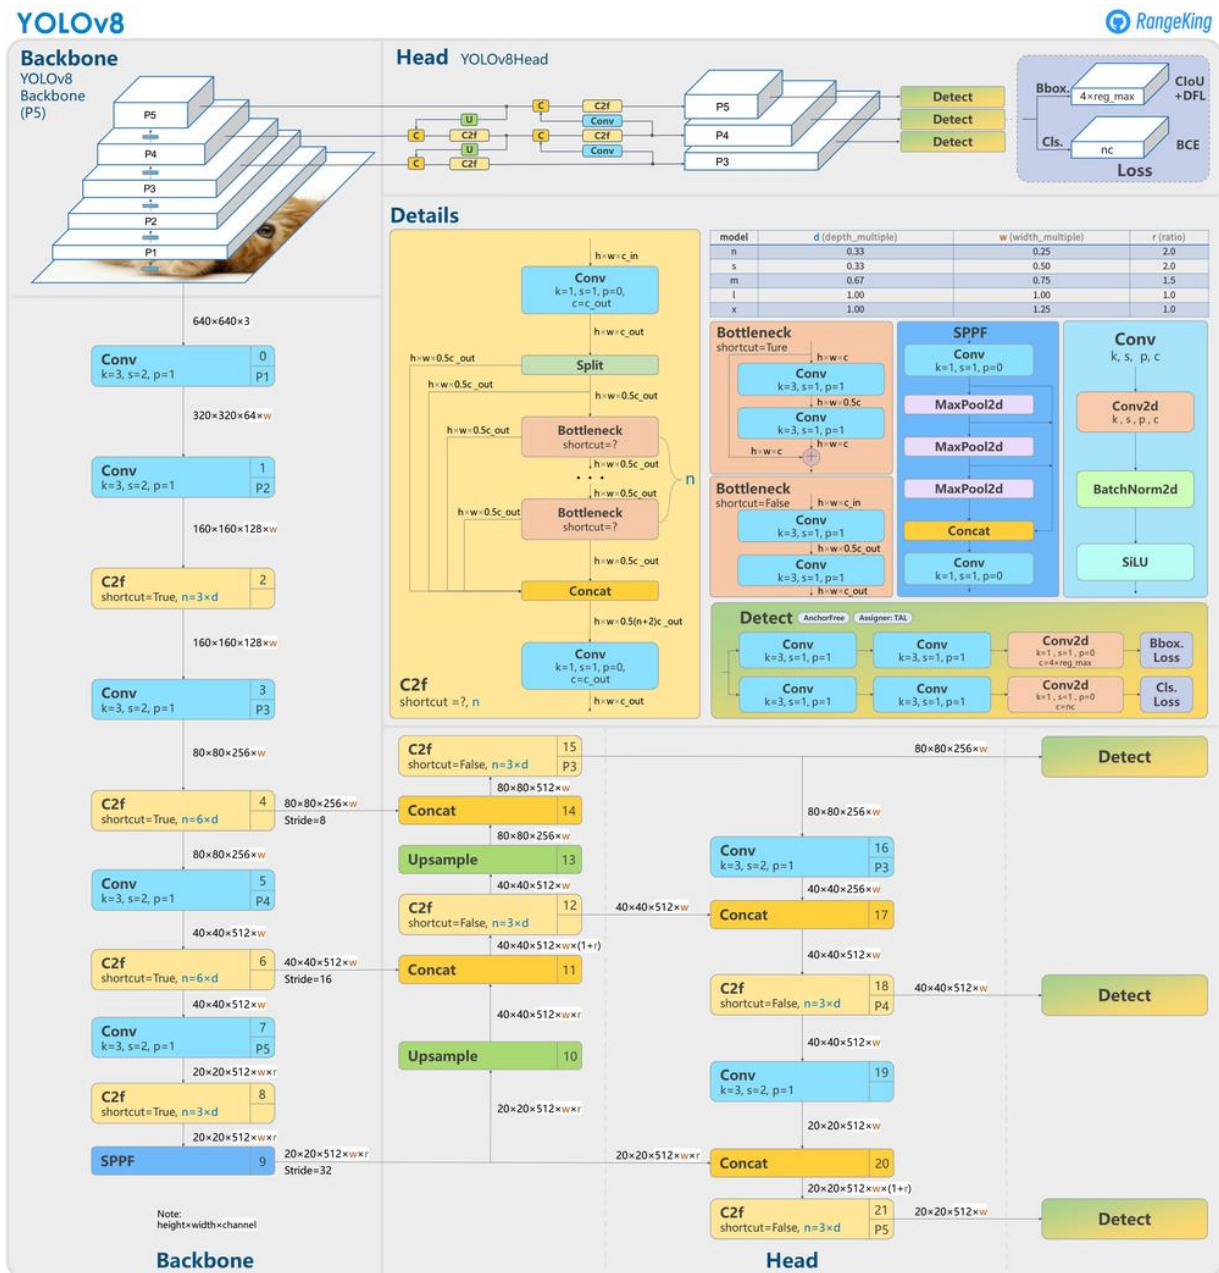 YOLOv8
RangeKing
Backbone
YOLOv8
Backbone
(P5)
P5
P4
P3
P2
P1
Head YOLOv8Head
C
C2f
U
Conv
C
C2f
C
C2f
U
Conv
C
C2f
P5
P4
P3
Detect
Detect
Detect
Bbox.
4×reg_max
CIoU
+DFL
Cls.
nc
BCE
Loss
Details
h×w×c_in
Conv
k=1, s=1, p=0,
c=c_out
h×w×c_out
h×w×0.5c_out
Split
h×w×0.5c_out
h×w×0.5c_out
h×w×0.5c_out
Bottleneck
shortcut=?
h×w×0.5c_out
. . .
n
h×w×0.5c_out
h×w×0.5c_out
Bottleneck
shortcut=?
h×w×0.5c_out
Concat
h×w×0.5(n+2)c_out
Conv
k=1, s=1, p=0,
c=c_out
h×w×c_out
C2f
shortcut =?, n
model d (depth_multiple) w (width_multiple) r (ratio)
n 0.33 0.25 2.0
s 0.33 0.50 2.0
m 0.67 0.75 1.5
l 1.00 1.00 1.0
x 1.00 1.25 1.0
Bottleneck
shortcut=Ture
h×w×c
Conv
k=3, s=1, p=1
h×w×0.5c
Conv
k=3, s=1, p=1
h×w×c
h×w×c
+
Bottleneck
shortcut=False
h×w×c_in
Conv
k=3, s=1, p=1
h×w×0.5c_out
Conv
k=3, s=1, p=1
h×w×c_out
SPPF
Conv
k=1, s=1, p=0
MaxPool2d
MaxPool2d
MaxPool2d
Concat
Conv
k=1, s=1, p=0
Conv
k, s, p, c
Conv2d
k, s, p, c
BatchNorm2d
SiLU
Detect AnchorFree Assigner: TAL
Conv
k=3, s=1, p=1
Conv
k=3, s=1, p=1
Conv2d
k=1, s=1, p=0
c=4×reg_max
Bbox.
Loss
Conv
k=3, s=1, p=1
Conv
k=3, s=1, p=1
Conv2d
k=1, s=1, p=0
c=nc
Cls.
Loss
640×640×3
Conv 0
k=3, s=2, p=1 P1
320×320×64×w
Conv 1
k=3, s=2, p=1 P2
160×160×128×w
C2f 2
shortcut=True, n=3×d
160×160×128×w
Conv 3
k=3, s=2, p=1 P3
80×80×256×w
C2f 4
shortcut=True, n=6×d
80×80×256×w
Stride=8
80×80×256×w
Conv 5
k=3, s=2, p=1 P4
40×40×512×w
C2f 6
shortcut=True, n=6×d
40×40×512×w
Stride=16
40×40×512×w
Conv 7
k=3, s=2, p=1 P5
20×20×512×w×r
C2f 8
shortcut=True, n=3×d
20×20×512×w×r
SPPF 9
20×20×512×w×r
Stride=32
Note:
height×width×channel
Backbone
C2f 15
shortcut=False, n=3×d P3
80×80×512×w
Concat 14
80×80×256×w
Upsample 13
40×40×512×w
C2f 12
shortcut=False, n=3×d
40×40×512×w
40×40×512×w×(1+r)
Concat 11
40×40×512×w×r
Upsample 10
20×20×512×w×r
80×80×256×w
Detect
80×80×256×w
Conv 16
k=3, s=2, p=1 P3
40×40×256×w
Concat 17
40×40×512×w
C2f 18
shortcut=False, n=3×d P4
40×40×512×w
Detect
40×40×512×w
Conv 19
k=3, s=2, p=1
20×20×512×w
20×20×512×w×r
Concat 20
20×20×512×w×(1+r)
C2f 21
shortcut=False, n=3×d P5
20×20×512×w
Detect
Head